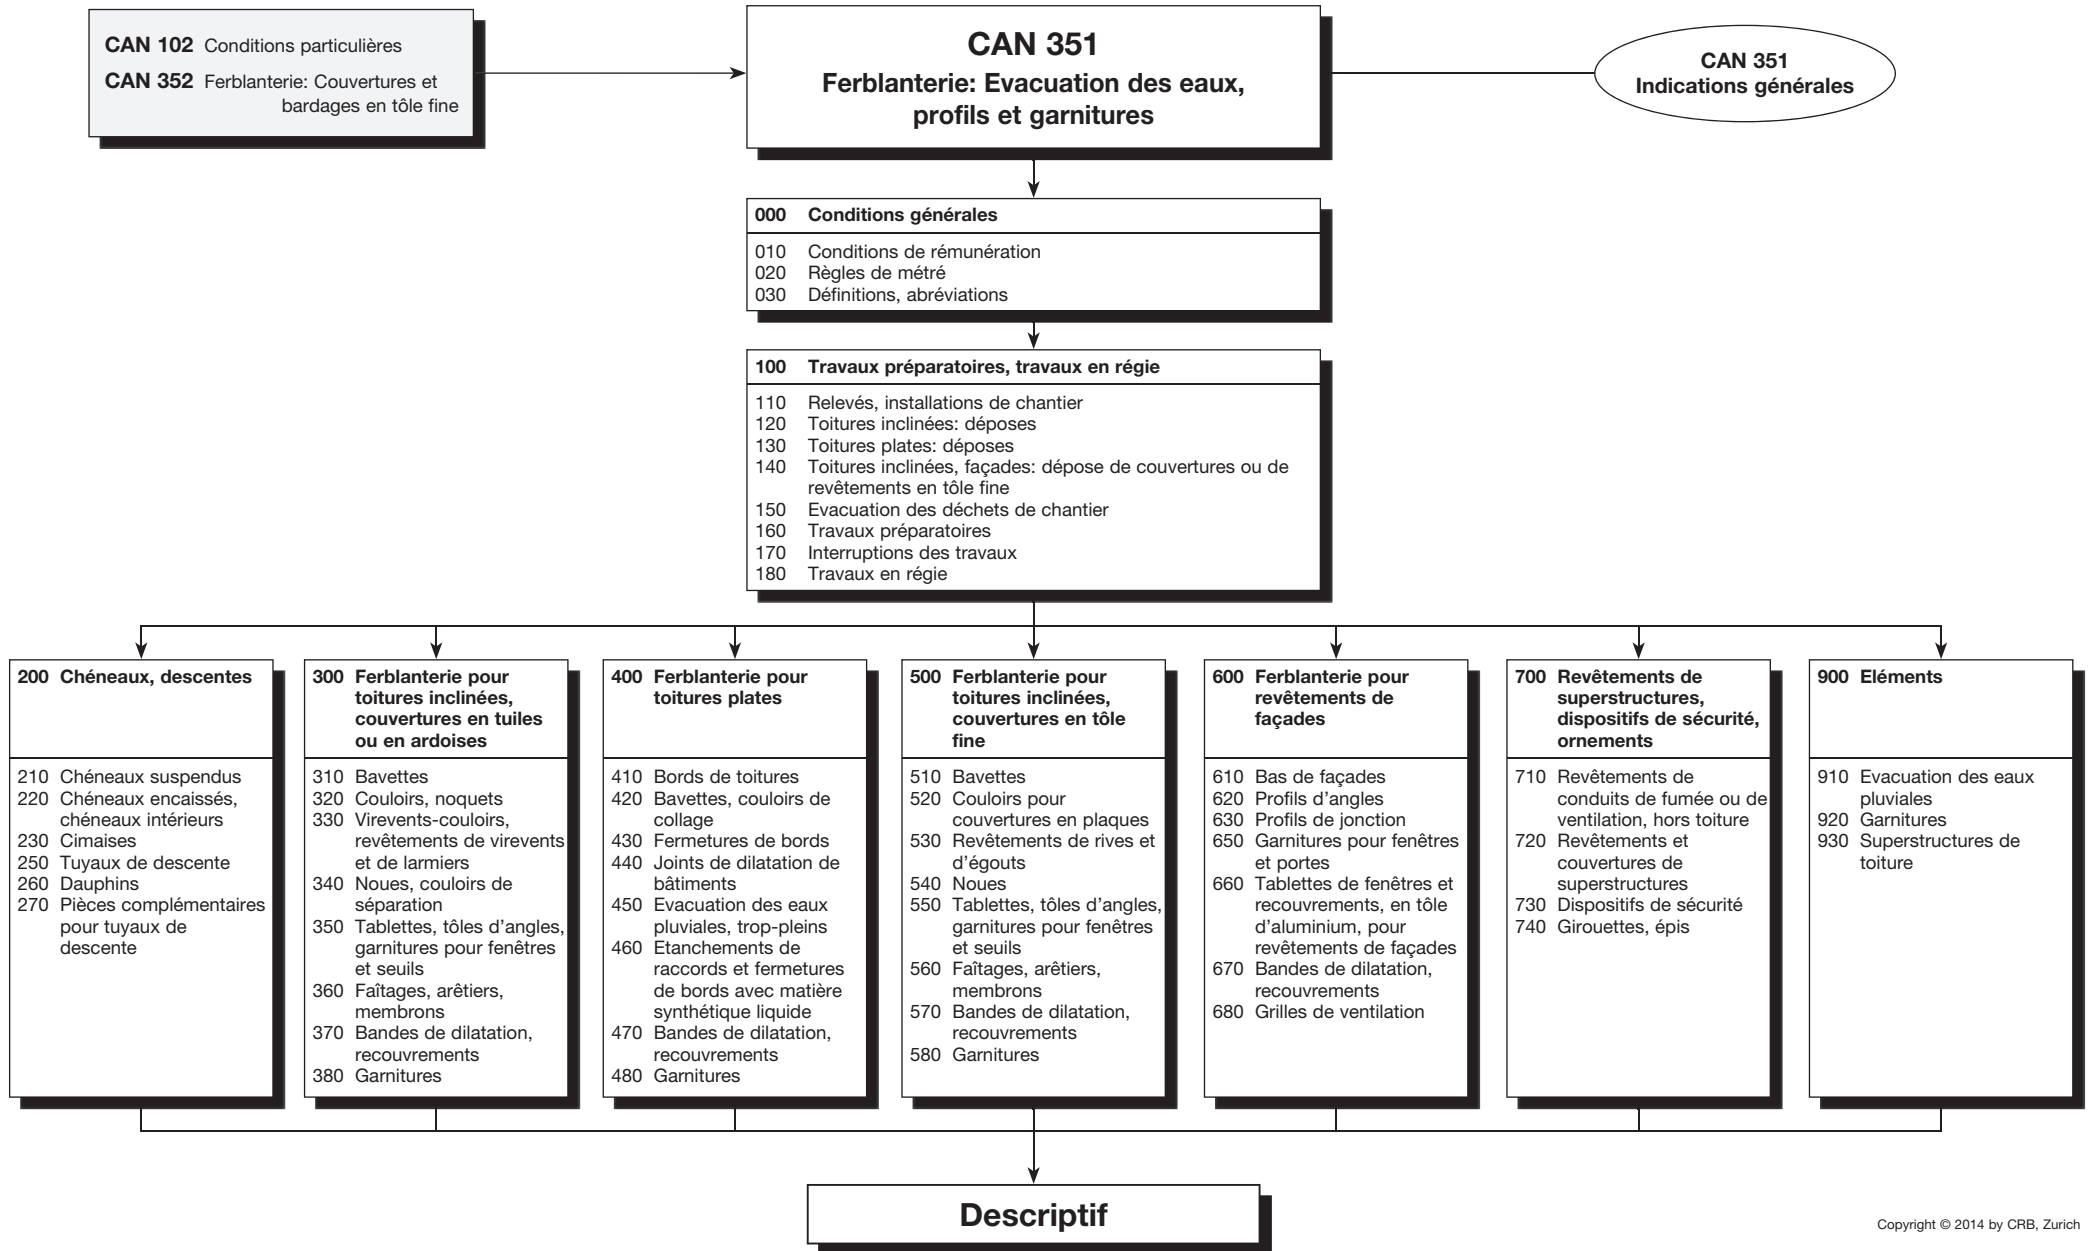 CAN 102 Conditions particulières
CAN 352 Ferblanterie: Couvertures et
bardages en tôle fine
CAN 351
Ferblanterie: Evacuation des eaux,
profils et garnitures
CAN 351
Indications générales
000 Conditions générales
010 Conditions de rémunération
020 Règles de métré
030 Définitions, abréviations
100 Travaux préparatoires, travaux en régie
110 Relevés, installations de chantier
120 Toitures inclinées: déposes
130 Toitures plates: déposes
140 Toitures inclinées, façades: dépose de couvertures ou de
revêtements en tôle fine
150 Evacuation des déchets de chantier
160 Travaux préparatoires
170 Interruptions des travaux
180 Travaux en régie
200 Chéneaux, descentes
210 Chéneaux suspendus
220 Chéneaux encaissés,
chéneaux intérieurs
230 Cimaises
250 Tuyaux de descente
260 Dauphins
270 Pièces complémentaires
pour tuyaux de
descente
300 Ferblanterie pour
toitures inclinées,
couvertures en tuiles
ou en ardoises
310 Bavettes
320 Couloirs, noquets
330 Virevents-couloirs,
revêtements de virevents
et de larmiers
340 Noues, couloirs de
séparation
350 Tablettes, tôles d'angles,
garnitures pour fenêtres
et seuils
360 Faîtages, arêtiers,
membrons
370 Bandes de dilatation,
recouvrements
380 Garnitures
400 Ferblanterie pour
toitures plates
410 Bords de toitures
420 Bavettes, couloirs de
collage
430 Fermetures de bords
440 Joints de dilatation de
bâtiments
450 Evacuation des eaux
pluviales, trop-pleins
460 Etanchements de
raccords et fermetures
de bords avec matière
synthétique liquide
470 Bandes de dilatation,
recouvrements
480 Garnitures
500 Ferblanterie pour
toitures inclinées,
couvertures en tôle
fine
510 Bavettes
520 Couloirs pour
couvertures en plaques
530 Revêtements de rives et
d'égouts
540 Noues
550 Tablettes, tôles d'angles,
garnitures pour fenêtres
et seuils
560 Faîtages, arêtiers,
membrons
570 Bandes de dilatation,
recouvrements
580 Garnitures
600 Ferblanterie pour
revêtements de
façades
610 Bas de façades
620 Profils d'angles
630 Profils de jonction
650 Garnitures pour fenêtres
et portes
660 Tablettes de fenêtres et
recouvrements, en tôle
d'aluminium, pour
revêtements de façades
670 Bandes de dilatation,
recouvrements
680 Grilles de ventilation
700 Revêtements de
superstructures,
dispositifs de sécurité,
ornements
710 Revêtements de
conduits de fumée ou de
ventilation, hors toiture
720 Revêtements et
couvertures de
superstructures
730 Dispositifs de sécurité
740 Girouettes, épis
900 Eléments
910 Evacuation des eaux
pluviales
920 Garnitures
930 Superstructures de
toiture
Descriptif
Copyright © 2014 by CRB, Zurich